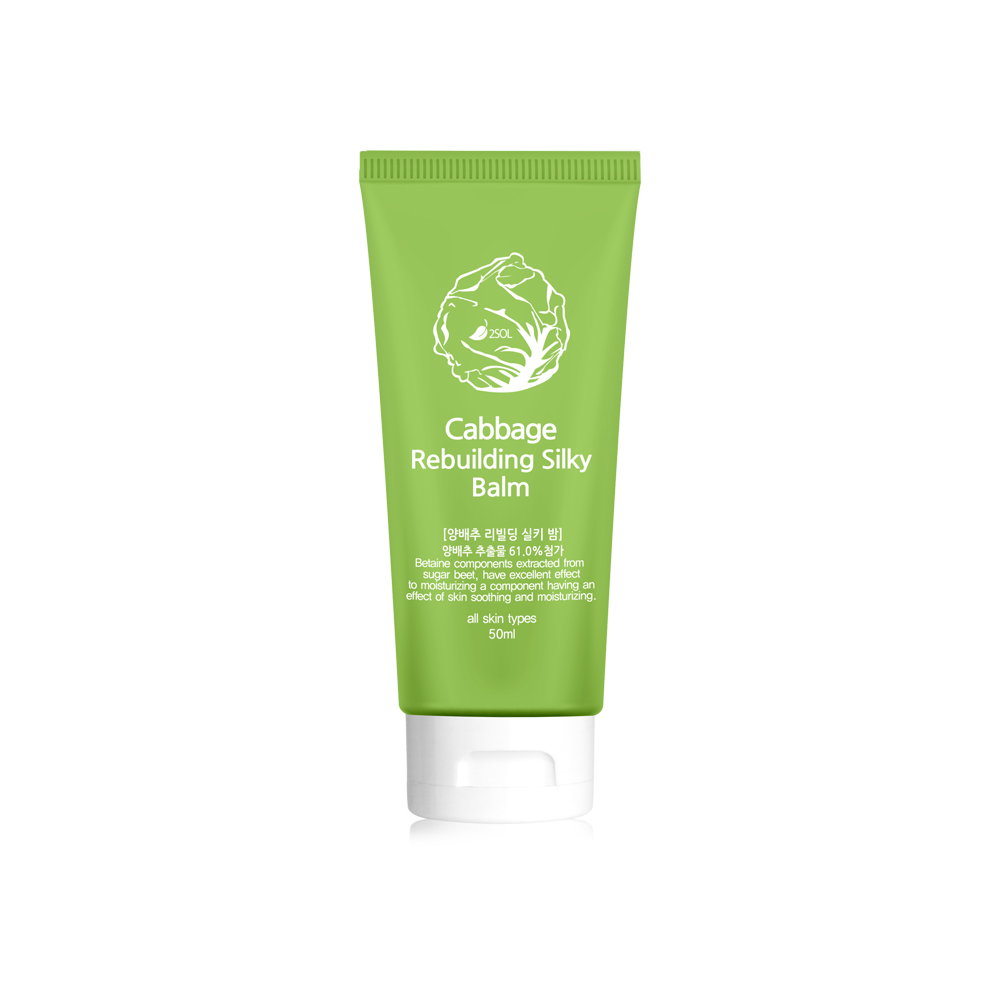 2SOL
Cabbage
Rebuilding Silky
Balm
[양배추 리빌딩 실키 밤]
양배추 추출물 61.0%첨가
Betaine components extracted from
sugar beet, have excellent effect
to moisturizing a component having an
effect of skin soothing and moisturizing.
all skin types
50ml